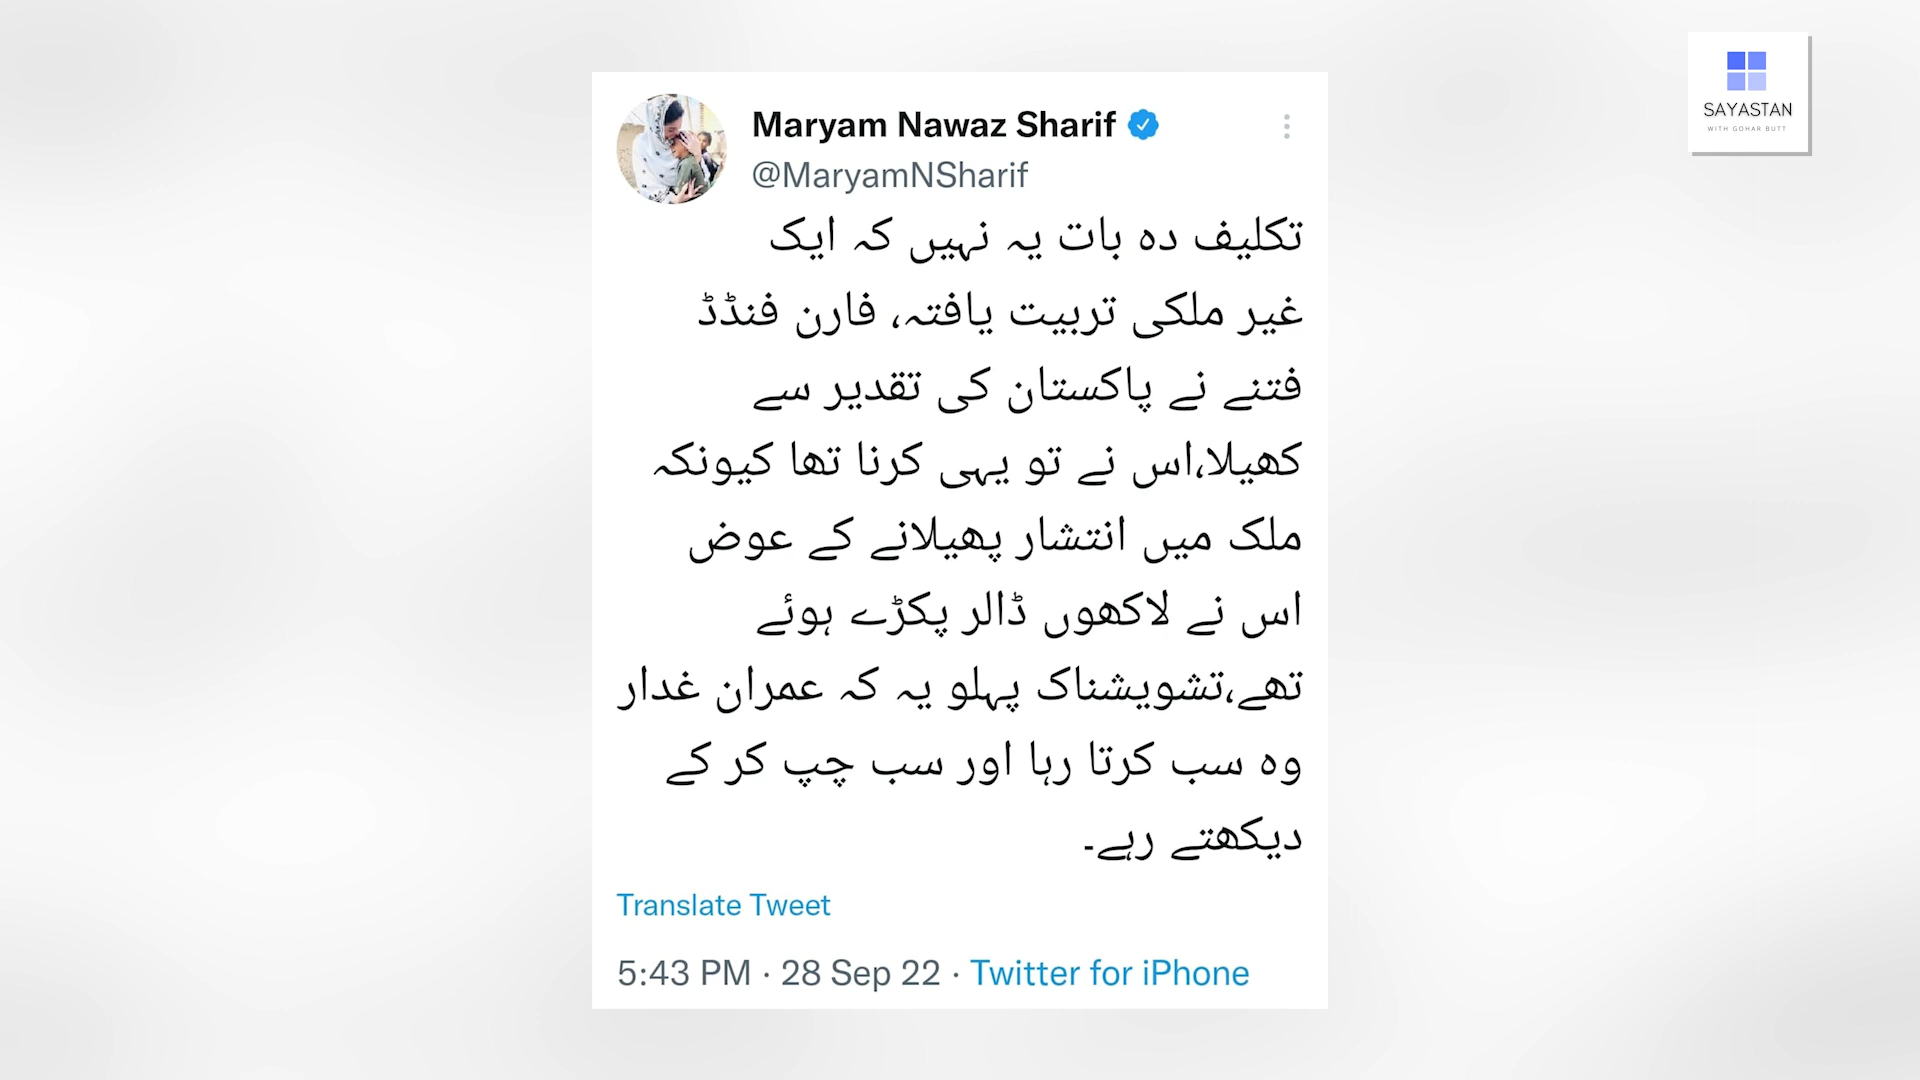 SAYASTAN
WITH GOHAR BUTT
Maryam Nawaz Sharif
@MaryamNSharif
تکلیف دہ بات یہ نہیں کہ ایک
غیر ملکی تربیت یافتہ، فارن فنڈڈ
فتنے نے پاکستان کی تقدیر سے
کھیلا،اس نے تو یہی کرنا تھا کیونکہ
ملک میں انتشار پھیلانے کے عوض
اس نے لاکھوں ڈالر پکڑے ہوئے
تھے،تشویشناک پہلو یہ کہ عمران غدار
وہ سب کرتا رہا اور سب چپ کر کے
دیکھتے رہے۔
Translate Tweet
5:43 PM · 28 Sep 22 · Twitter for iPhone